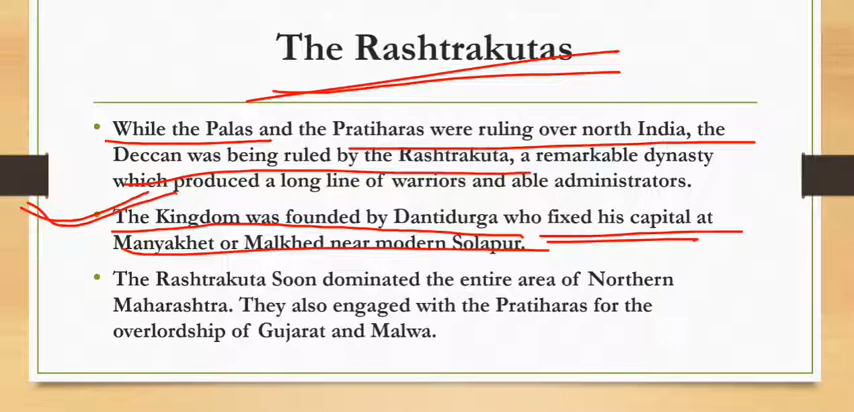 The Rashtrakutas
• While the Palas and the Pratiharas were ruling over north India, the
Deccan was being ruled by the Rashtrakuta, a remarkable dynasty
which produced a long line of warriors and able administrators.
• The Kingdom was founded by Dantidurga who fixed his capital at
Manyakhet or Malkhed near modern Solapur.
• The Rashtrakuta Soon dominated the entire area of Northern
Maharashtra. They also engaged with the Pratiharas for the
overlordship of Gujarat and Malwa.